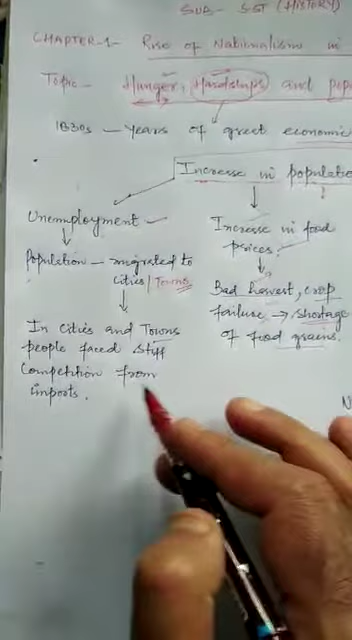 SUB- SST (HISTORY)
CHAPTER-1- Rise of Nationalism in
Topic- Hunger, Hardships and pop
1830s - Years of great economic
Increase in populatio
Unemployment
Increase in food
prices.
Population - migrated to
cities/Towns
Bad harvest, crop
failure → shortage
of food grains.
In Cities and Towns
people faced stiff
Competition from
imports.